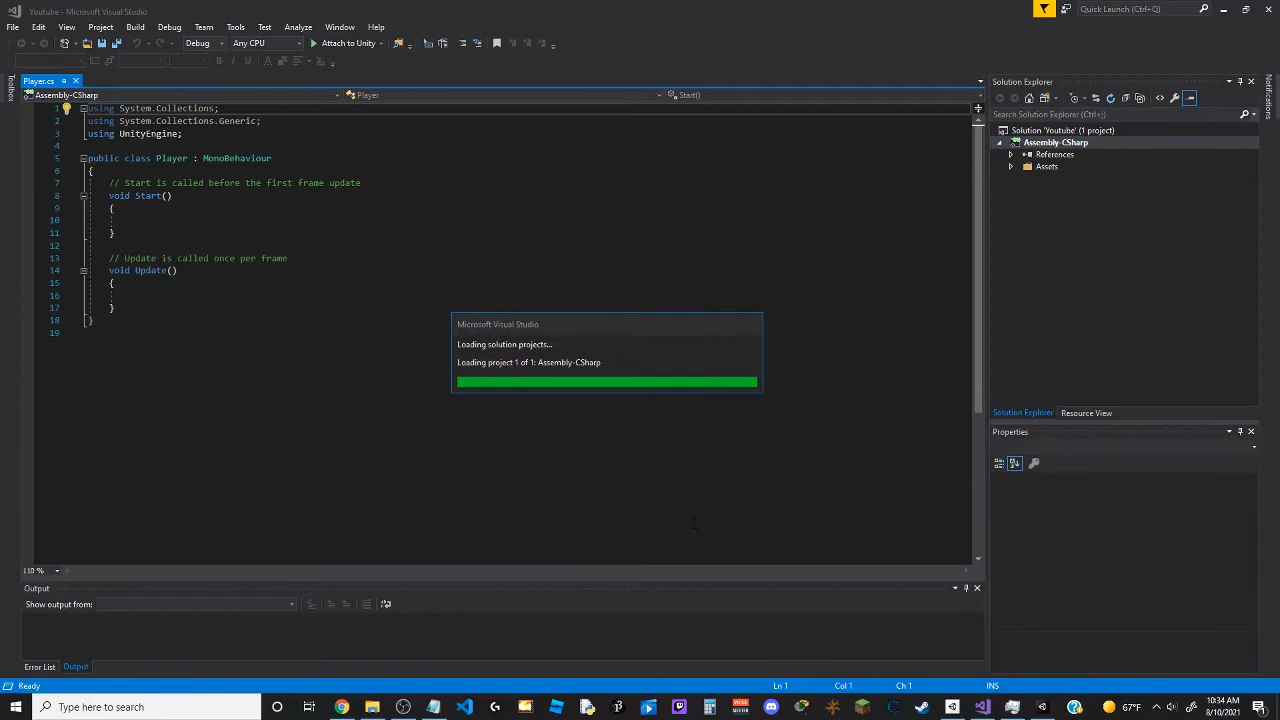 Youtube - Microsoft Visual Studio
Quick Launch (Ctrl+Q)
File Edit View Project Build Debug Team Tools Analyze Window Help
Debug Any CPU Attach to Unity
Toolbox
Player.cs
Assembly-CSharp Player Start()
1 using System.Collections;
2 using System.Collections.Generic;
3 using UnityEngine;
4
5 public class Player : MonoBehaviour
6 {
7 // Start is called before the first frame update
8 void Start()
9 {
10
11 }
12
13 // Update is called once per frame
14 void Update()
15 {
16
17 }
18 }
19
Microsoft Visual Studio
Loading solution projects...
Loading project 1 of 1: Assembly-CSharp
110 %
Output
Show output from:
Error List Output
Solution Explorer
Search Solution Explorer (Ctrl+;)
Solution 'Youtube' (1 project)
Assembly-CSharp
References
Assets
Solution Explorer Resource View
Properties
Notifications
Ready Ln 1 Col 1 Ch 1 INS
Type here to search
67°F
10:34 AM
8/19/2021